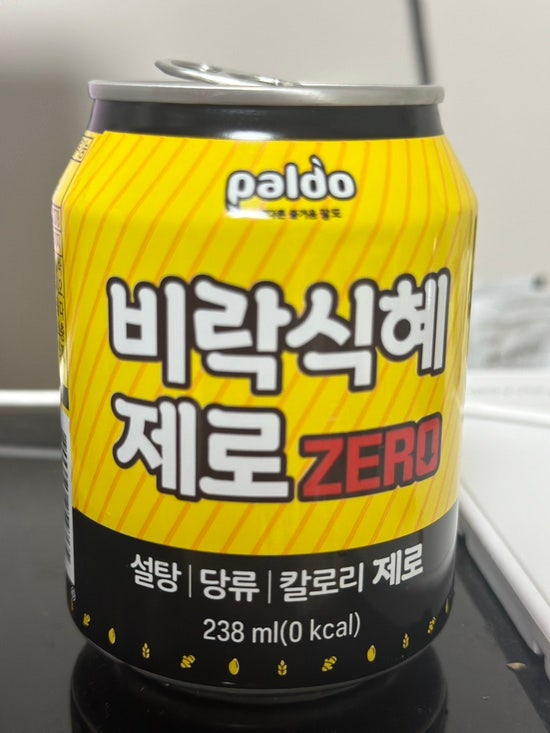 paldo
비락식혜
제로 ZERO
설탕 | 당류 | 칼로리 제로
238 ml(0 kcal)